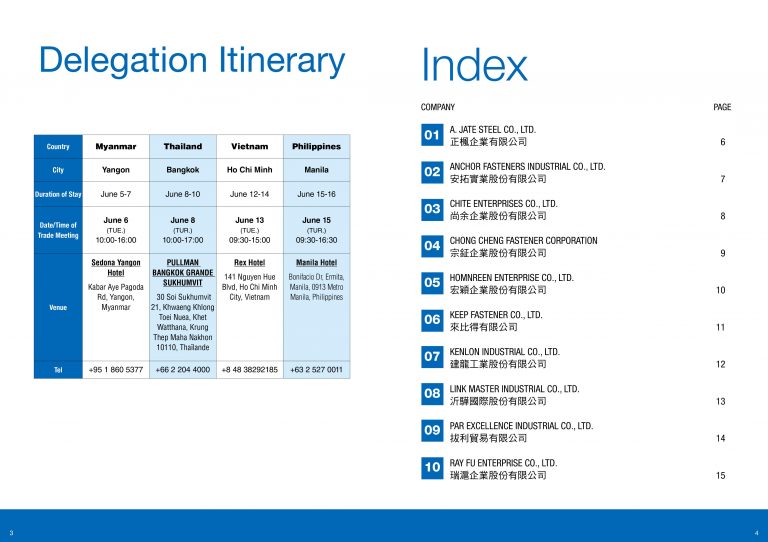 Delegation Itinerary
Country Myanmar Thailand Vietnam Philippines
City Yangon Bangkok Ho Chi Minh Manila
Duration of Stay June 5-7 June 8-10 June 12-14 June 15-16
Date/Time of Trade Meeting
June 6
(TUE.)
10:00-16:00
June 8
(TUR.)
10:00-17:00
June 13
(TUE.)
09:30-15:00
June 15
(TUR.)
09:30-16:30
Venue
Sedona Yangon
Hotel
Kabar Aye Pagoda
Rd, Yangon,
Myanmar
PULLMAN
BANGKOK GRANDE
SUKHUMVIT
30 Soi Sukhumvit
21, Khwaeng Khlong
Toei Nuea, Khet
Watthana, Krung
Thep Maha Nakhon
10110, Thailande
Rex Hotel
141 Nguyen Hue
Blvd, Ho Chi Minh
City, Vietnam
Manila Hotel
Bonifacio Dr, Ermita,
Manila, 0913 Metro
Manila, Philippines
Tel +95 1 860 5377 +66 2 204 4000 +8 48 38292185 +63 2 527 0011
3
Index
COMPANY PAGE
01 A. JATE STEEL CO., LTD.
正楓企業有限公司 6
02 ANCHOR FASTENERS INDUSTRIAL CO., LTD.
安拓實業股份有限公司 7
03 CHITE ENTERPRISES CO., LTD.
尚余企業股份有限公司 8
04 CHONG CHENG FASTENER CORPORATION
宗鉦企業股份有限公司 9
05 HOMNREEN ENTERPRISE CO., LTD.
宏穎企業股份有限公司 10
06 KEEP FASTENER CO., LTD.
來比得有限公司 11
07 KENLON INDUSTRIAL CO., LTD.
建龍工業股份有限公司 12
08 LINK MASTER INDUSTRIAL CO., LTD.
沂驊國際股份有限公司 13
09 PAR EXCELLENCE INDUSTRIAL CO., LTD.
拔利貿易有限公司 14
10 RAY FU ENTERPRISE CO., LTD.
瑞滬企業股份有限公司 15
4